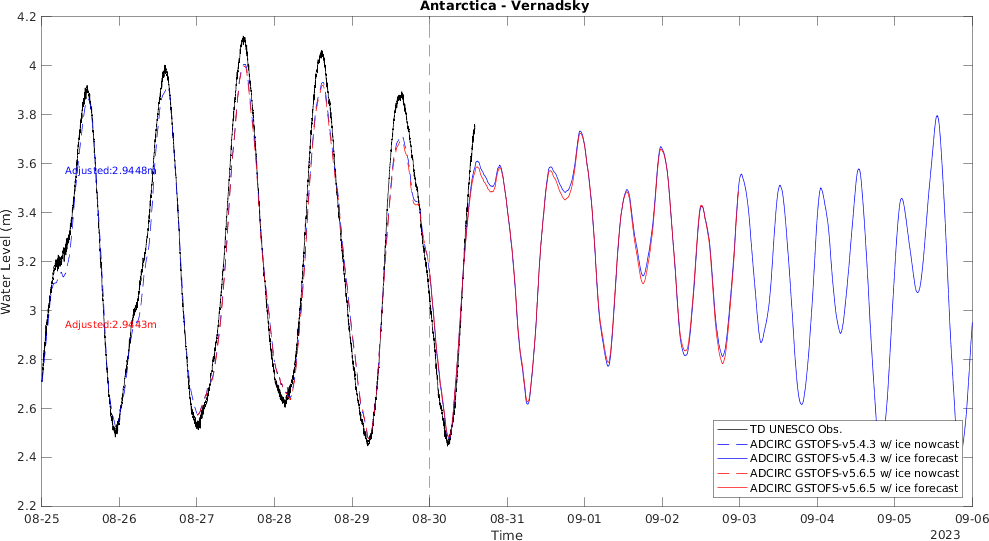 Antarctica - Vernadsky
4.2
4
3.8
3.6
3.4
3.2
3
2.8
2.6
2.4
2.2
Water Level (m)
Adjusted:2.9448m
Adjusted:2.9443m
TD UNESCO Obs.
ADCIRC GSTOFS-v5.4.3 w/ ice nowcast
ADCIRC GSTOFS-v5.4.3 w/ ice forecast
ADCIRC GSTOFS-v5.6.5 w/ ice nowcast
ADCIRC GSTOFS-v5.6.5 w/ ice forecast
08-25 08-26 08-27 08-28 08-29 08-30 08-31 09-01 09-02 09-03 09-04 09-05 09-06
Time
2023